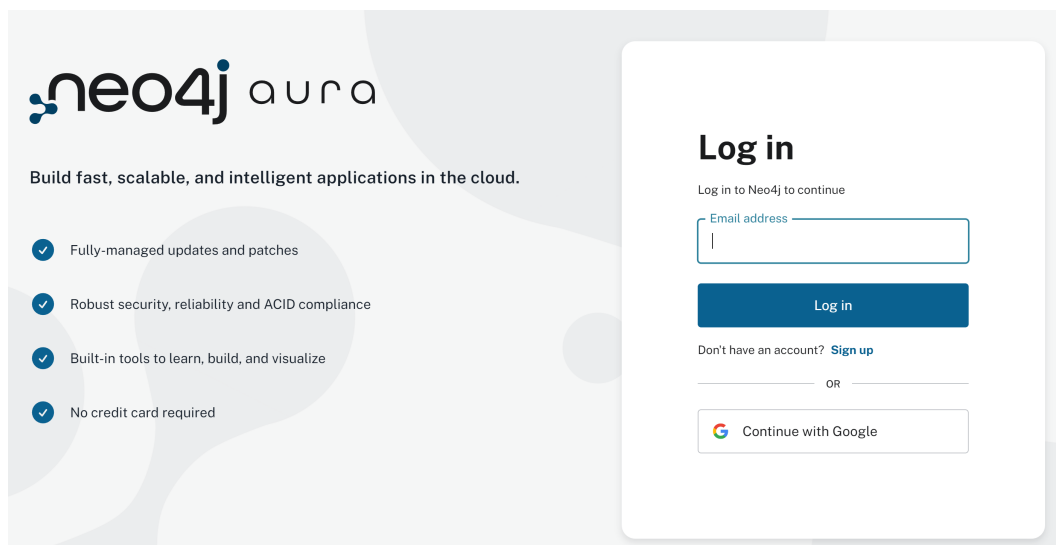 neo4j aura
Build fast, scalable, and intelligent applications in the cloud.
Fully-managed updates and patches
Robust security, reliability and ACID compliance
Built-in tools to learn, build, and visualize
No credit card required
Log in
Log in to Neo4j to continue
Email address
Log in
Don't have an account? Sign up
OR
Continue with Google